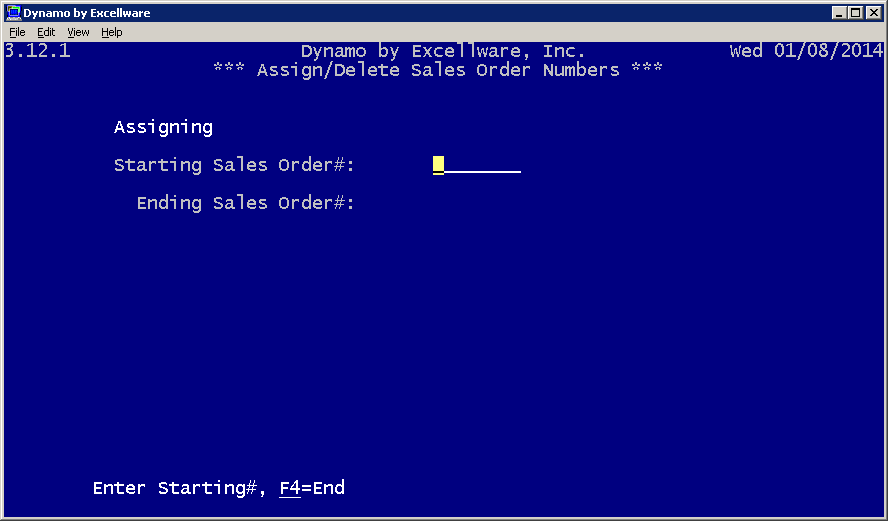 Dynamo by Excellware
File Edit View Help
3.12.1 Dynamo by Excellware, Inc. Wed 01/08/2014
*** Assign/Delete Sales Order Numbers ***
Assigning
Starting Sales Order#:
Ending Sales Order#:
Enter Starting#, F4=End